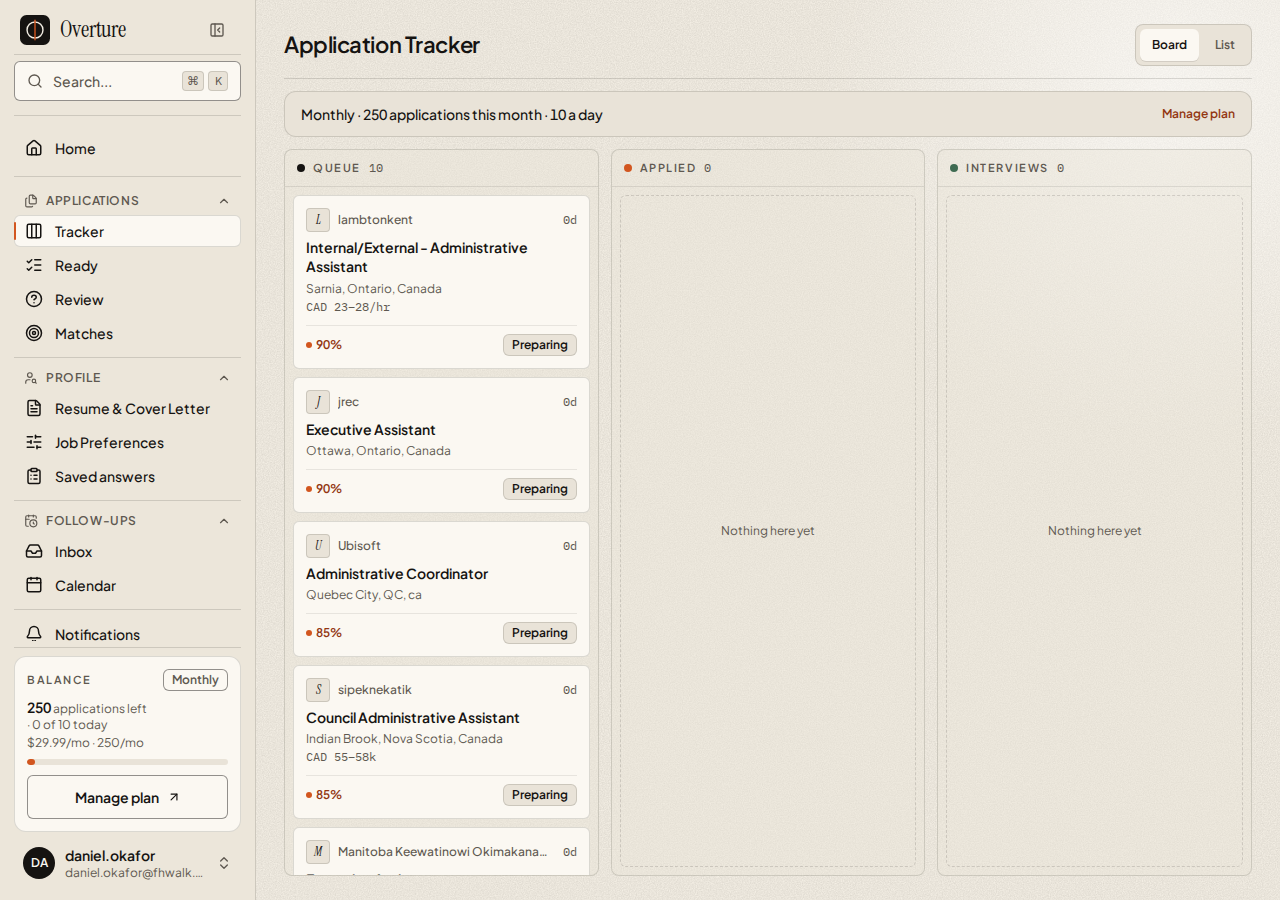 Overture
Search...
⌘ K
Home
APPLICATIONS
Tracker
Ready
Review
Matches
PROFILE
Resume & Cover Letter
Job Preferences
Saved answers
FOLLOW-UPS
Inbox
Calendar
Notifications
BALANCE Monthly
250 applications left
· 0 of 10 today
$29.99/mo · 250/mo
Manage plan
DA
daniel.okafor
daniel.okafor@fhwalk....
Application Tracker
Board List
Monthly · 250 applications this month · 10 a day
Manage plan
QUEUE 10
L lambtonkent 0d
Internal/External - Administrative
Assistant
Sarnia, Ontario, Canada
CAD 23–28/hr
90% Preparing
J jrec 0d
Executive Assistant
Ottawa, Ontario, Canada
90% Preparing
U Ubisoft 0d
Administrative Coordinator
Quebec City, QC, ca
85% Preparing
S sipeknekatik 0d
Council Administrative Assistant
Indian Brook, Nova Scotia, Canada
CAD 55–58k
85% Preparing
M Manitoba Keewatinowi Okimakana... 0d
APPLIED 0
Nothing here yet
INTERVIEWS 0
Nothing here yet